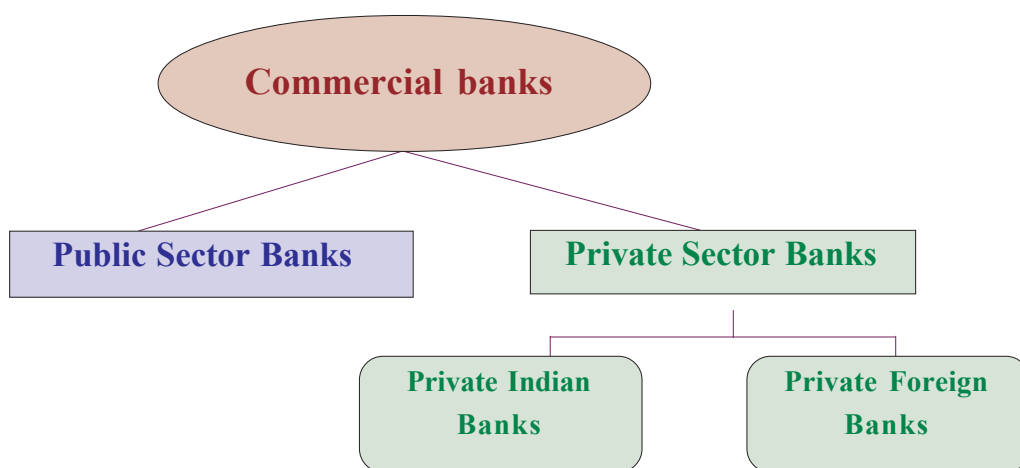 Commercial banks
Public Sector Banks
Private Sector Banks
Private Indian
Banks
Private Foreign
Banks